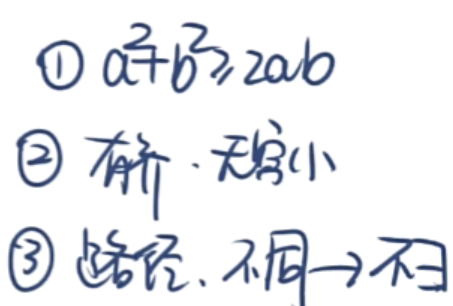 ① a²+b²≥2ab
② 有界·无穷小
③ 路径、不同→不∃